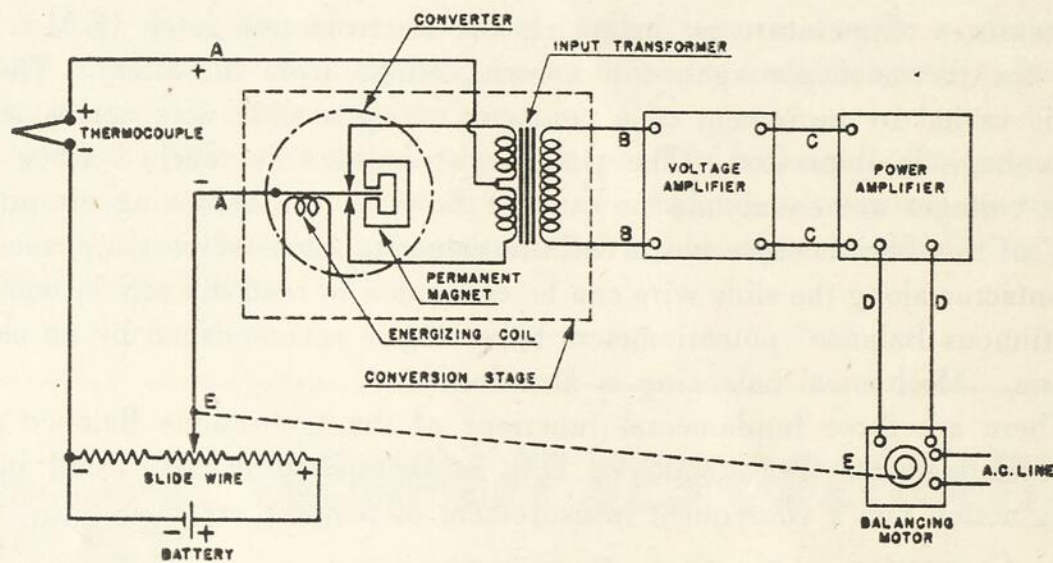 CONVERTER
INPUT TRANSFORMER
A
+
+
THERMOCOUPLE
-
-
A
B
B
VOLTAGE
AMPLIFIER
C
C
POWER
AMPLIFIER
PERMANENT
MAGNET
ENERGIZING COIL
CONVERSION STAGE
D
D
E
E
SLIDE WIRE
+
A.C. LINE
- +
BATTERY
BALANCING
MOTOR